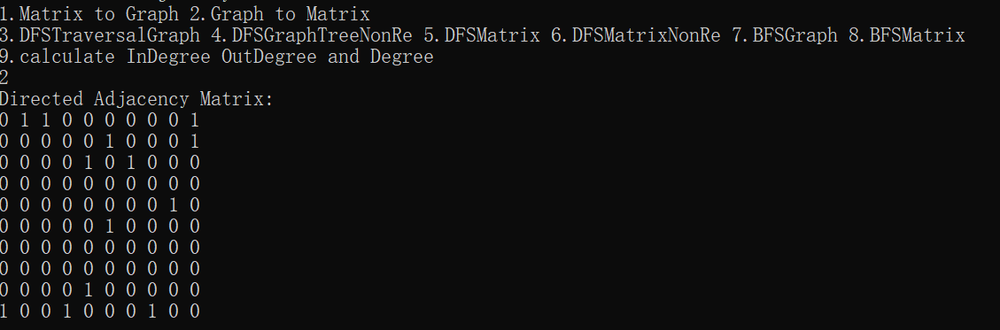 1.Matrix to Graph 2.Graph to Matrix
3.DFSTraversalGraph 4.DFSGraphTreeNonRe 5.DFSMatrix 6.DFSMatrixNonRe 7.BFSGraph 8.BFSMatrix
9.calculate InDegree OutDegree and Degree
2
Directed Adjacency Matrix:
0 1 1 0 0 0 0 0 0 1
0 0 0 0 0 1 0 0 0 1
0 0 0 0 1 0 1 0 0 0
0 0 0 0 0 0 0 0 0 0
0 0 0 0 0 0 0 0 1 0
0 0 0 0 0 1 0 0 0 0
0 0 0 0 0 0 0 0 0 0
0 0 0 0 0 0 0 0 0 0
0 0 0 0 1 0 0 0 0 0
1 0 0 1 0 0 0 1 0 0